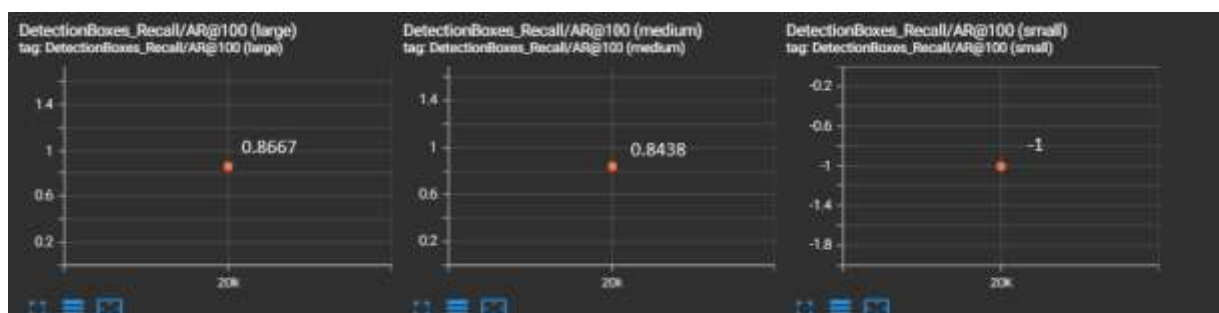 DetectionBoxes_Recall/AR@100 (large)
tag: DetectionBoxes_Recall/AR@100 (large)
1.4
1
0.6
0.2
0.8667
20k
DetectionBoxes_Recall/AR@100 (medium)
tag: DetectionBoxes_Recall/AR@100 (medium)
1.4
1
0.6
0.2
0.8438
20k
DetectionBoxes_Recall/AR@100 (small)
tag: DetectionBoxes_Recall/AR@100 (small)
-0.2
-0.6
-1
-1.4
-1.8
-1
20k